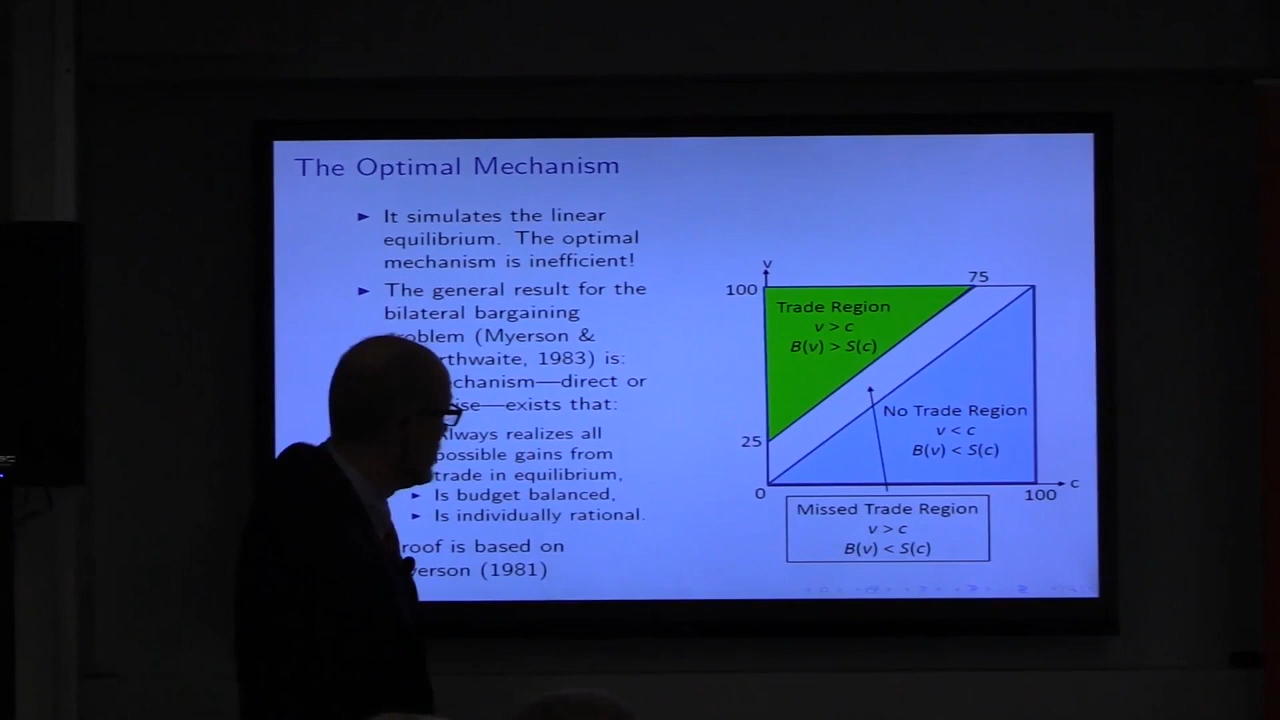 The Optimal Mechanism
► It simulates the linear
equilibrium. The optimal
mechanism is inefficient!
► The general result for the
bilateral bargaining
roblem (Myerson &
rthwaite, 1983) is:
chanism—direct or
ise—exists that:
Always realizes all
possible gains from
trade in equilibrium,
► Is budget balanced,
► Is individually rational.
roof is based on
erson (1981)
v
75
100
Trade Region
v > c
B(v) > S(c)
No Trade Region
v < c
B(v) < S(c)
25
0
100
c
Missed Trade Region
v > c
B(v) < S(c)